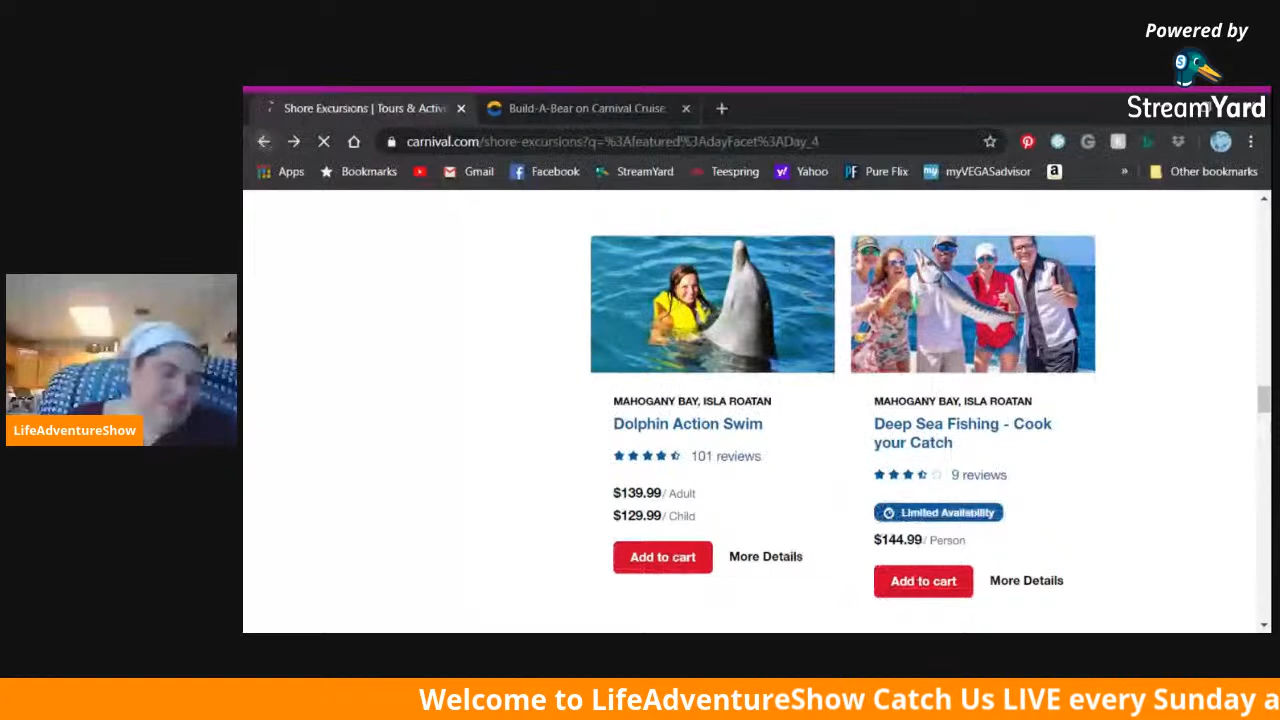 Powered by
StreamYard
Shore Excursions | Tours & Activi
Build-A-Bear on Carnival Cruise
carnival.com/shore-excursions?q=%3Afeatured%3AdayFacet%3ADay_4
Apps Bookmarks Gmail Facebook StreamYard Teespring Yahoo Pure Flix myVEGASadvisor a » Other bookmarks
MAHOGANY BAY, ISLA ROATAN
Dolphin Action Swim
101 reviews
$139.99/ Adult
$129.99/ Child
Add to cart More Details
MAHOGANY BAY, ISLA ROATAN
Deep Sea Fishing - Cook
your Catch
9 reviews
Limited Availability
$144.99/ Person
Add to cart More Details
LifeAdventureShow
Welcome to LifeAdventureShow Catch Us LIVE every Sunday a